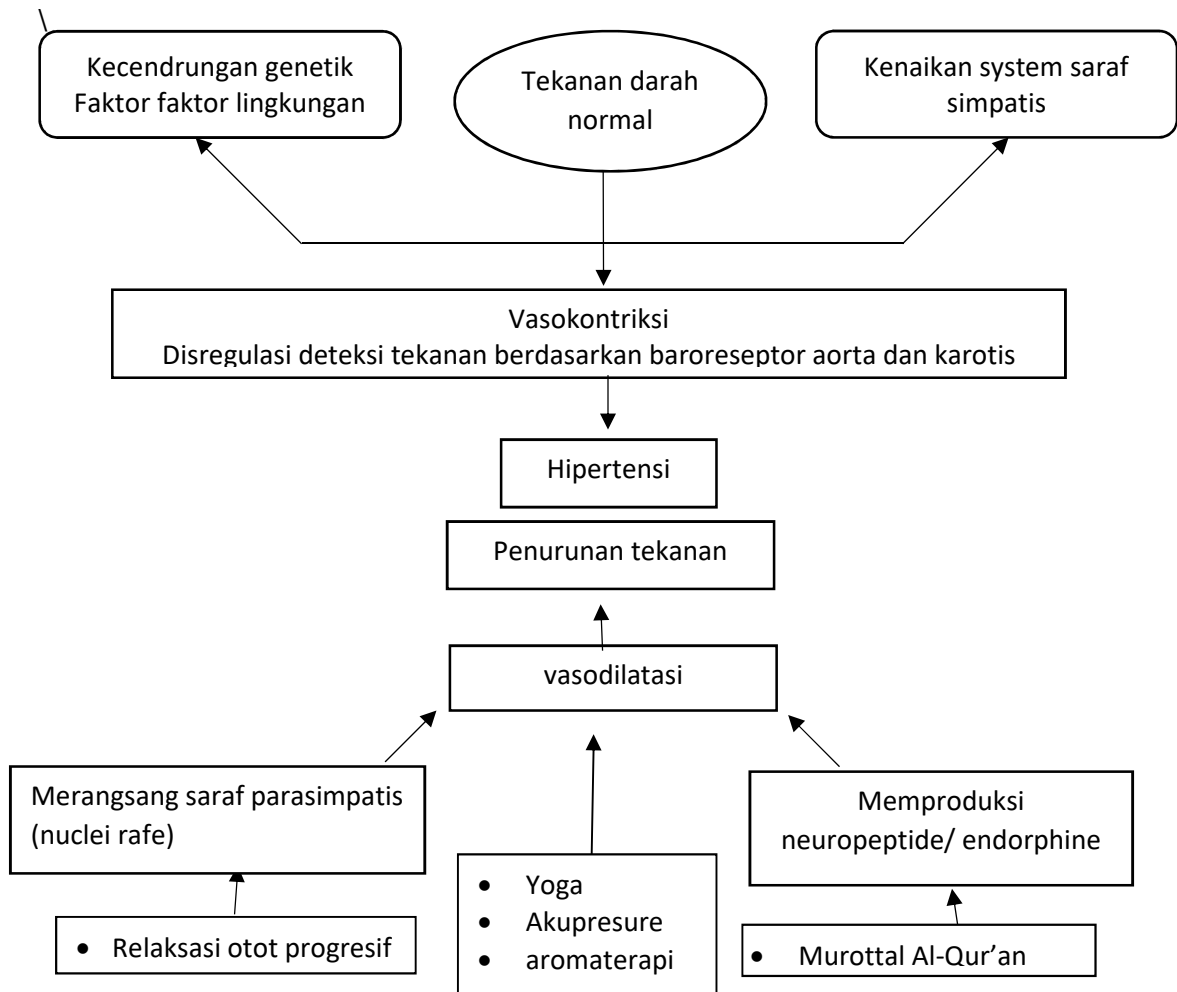 Kecendrungan genetik
Faktor faktor lingkungan
Tekanan darah
normal
Kenaikan system saraf
simpatis
Vasokontriksi
Disregulasi deteksi tekanan berdasarkan baroreseptor aorta dan karotis
Hipertensi
Penurunan tekanan
vasodilatasi
Merangsang saraf parasimpatis
(nuclei rafe)
Memproduksi
neuropeptide/ endorphine
• Relaksasi otot progresif
• Yoga
• Akupresure
• aromaterapi
• Murottal Al-Qur’an